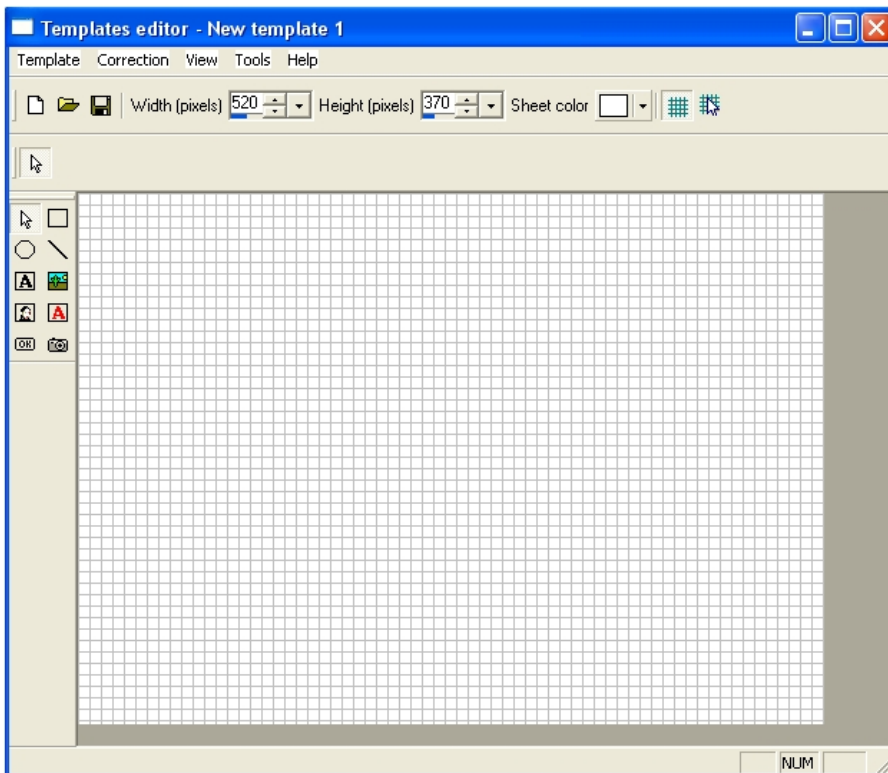 Templates editor - New template 1
Template Correction View Tools Help
Width (pixels) 520 Height (pixels) 370 Sheet color
A
A
OK
NUM